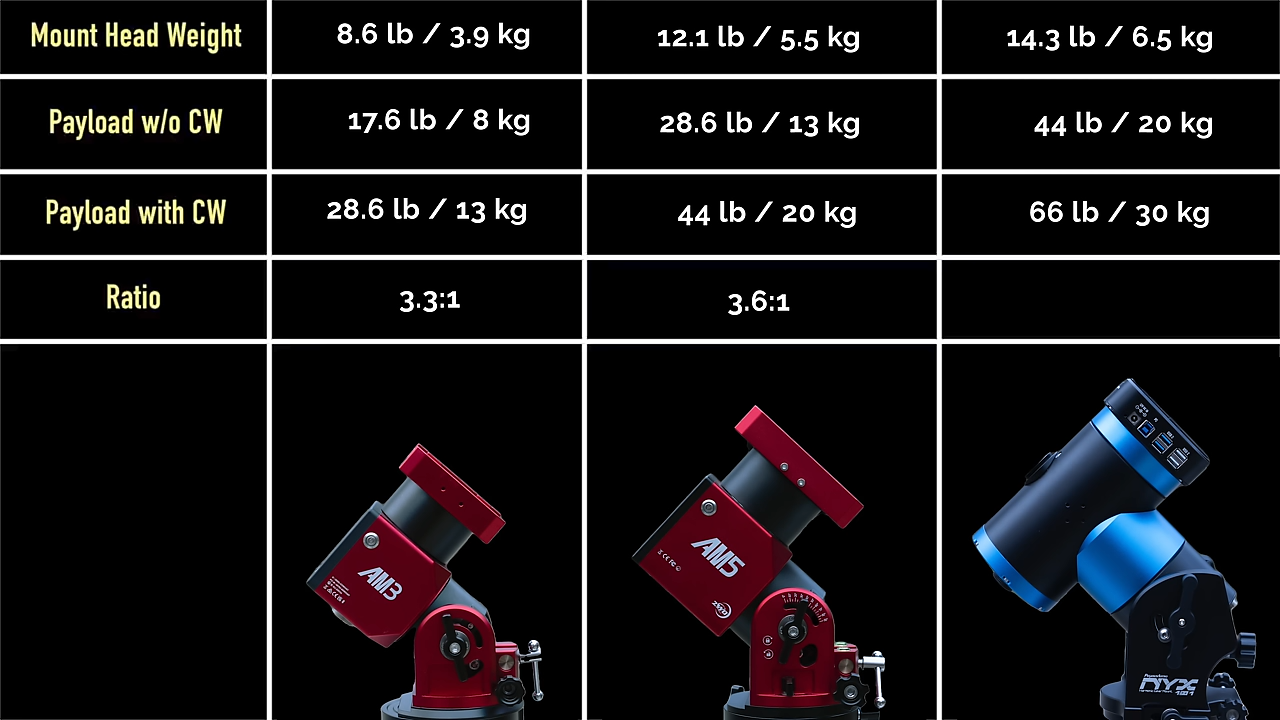 Mount Head Weight 8.6 lb / 3.9 kg 12.1 lb / 5.5 kg 14.3 lb / 6.5 kg
Payload w/o CW 17.6 lb / 8 kg 28.6 lb / 13 kg 44 lb / 20 kg
Payload with CW 28.6 lb / 13 kg 44 lb / 20 kg 66 lb / 30 kg
Ratio 3.3:1 3.6:1
AM3
AM5
ZWO
NYX
101